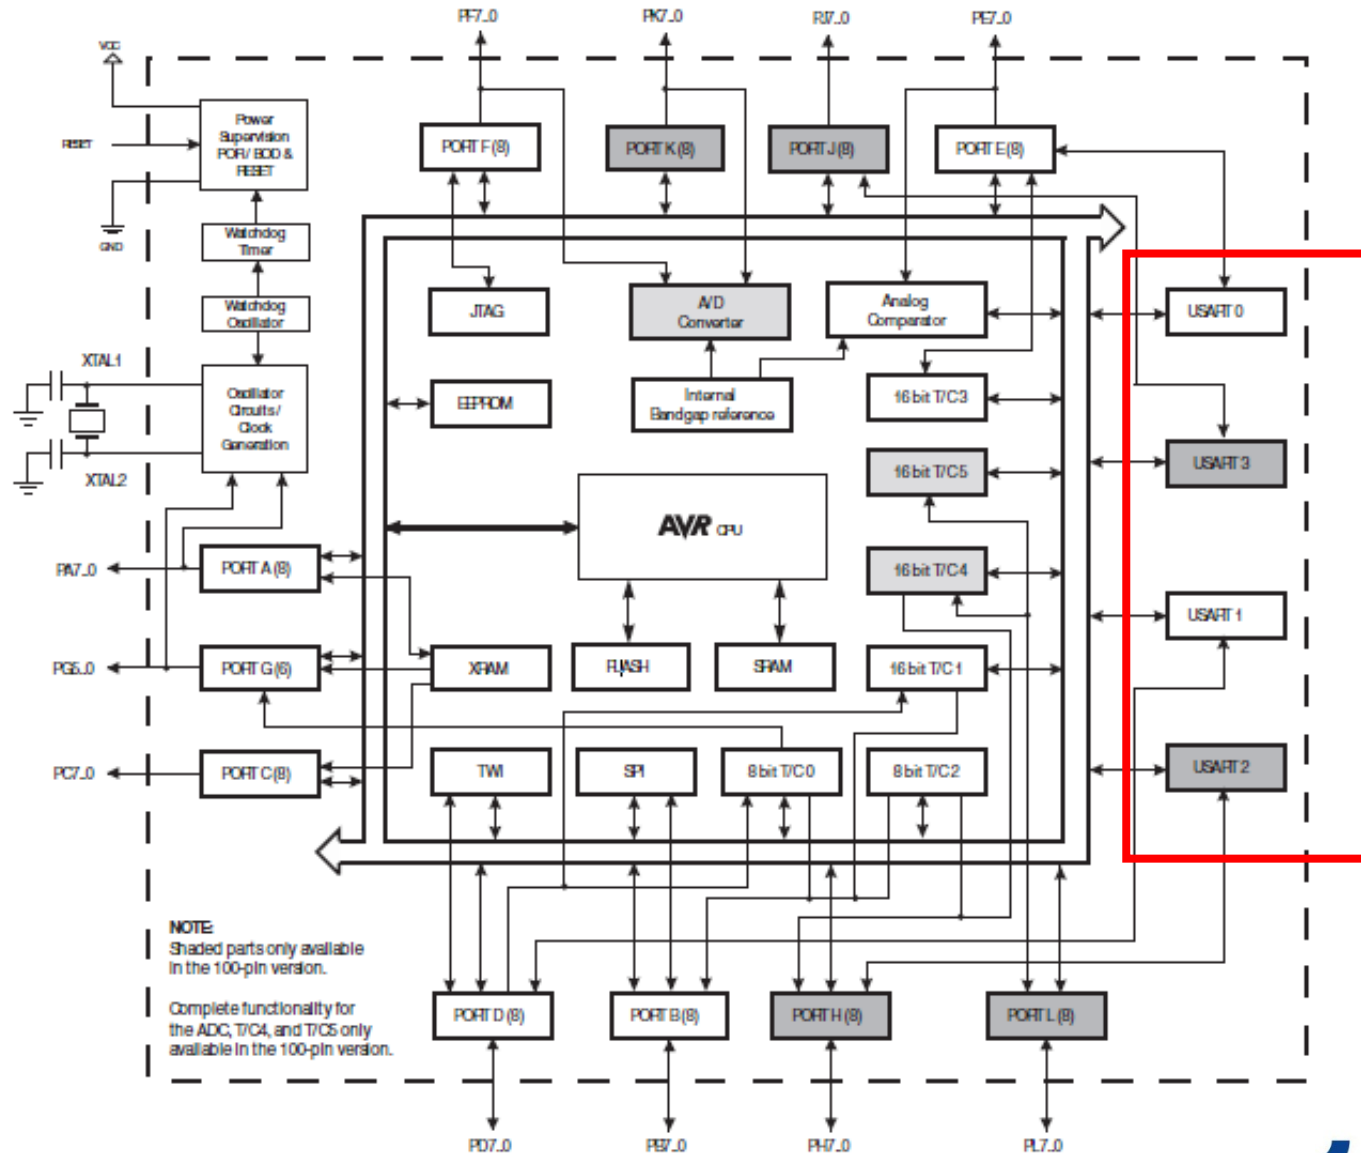 PF7..0
PK7..0
PJ7..0
PE7..0
VCC
RESET
GND
Power
Supervision
POR / BOD &
RESET
PORT F (8)
PORT K (8)
PORT J (8)
PORT E (8)
Watchdog
Timer
Watchdog
Oscillator
JTAG
A/D
Converter
Analog
Comparator
USART 0
XTAL1
Oscillator
Circuits /
Clock
Generation
XTAL2
EEPROM
Internal
Bandgap reference
16 bit T/C 3
16 bit T/C 5
USART 3
AVR CPU
PA7..0
PORT A (8)
16 bit T/C 4
USART 1
PG5..0
PORT G (6)
XRAM
FLASH
SRAM
16 bit T/C 1
PC7..0
PORT C (8)
TWI
SPI
8 bit T/C 0
8 bit T/C 2
USART 2
NOTE:
Shaded parts only available
in the 100-pin version.
Complete functionality for
the ADC, T/C4, and T/C5 only
available in the 100-pin version.
PORT D (8)
PORT B (8)
PORT H (8)
PORT L (8)
PD7..0
PB7..0
PH7..0
PL7..0